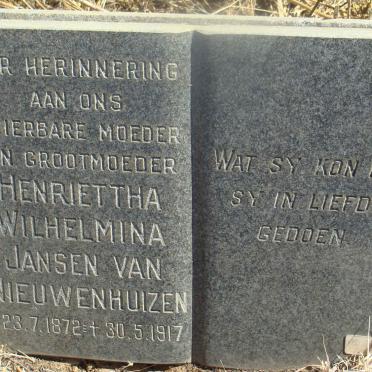 R HERINNERING
AAN ONS
IERBARE MOEDER
N GROOTMOEDER
HENRIETTHA
WILHELMINA
JANSEN VAN
NIEUWENHUIZEN
23.7.1872 ✝ 30.5.1917
WAT SY KON
SY IN LIEFD
GEDOEN.